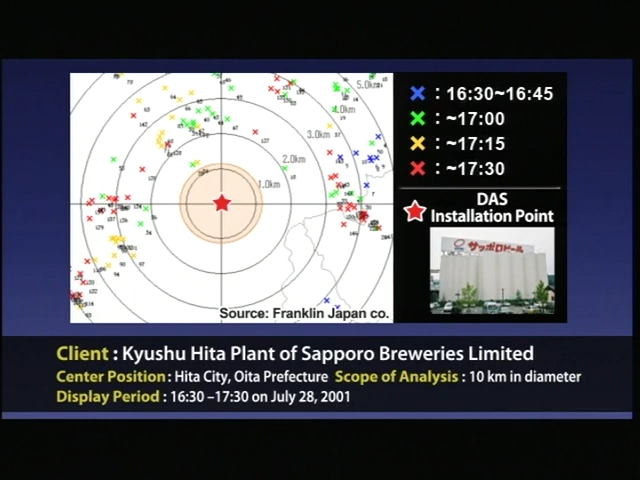 5.0km
4.0km
3.0km
2.0km
1.0km
Source: Franklin Japan co.
× : 16:30~16:45
× : ~17:00
× : ~17:15
× : ~17:30
DAS
Installation Point
サッポロビール
Client : Kyushu Hita Plant of Sapporo Breweries Limited
Center Position : Hita City, Oita Prefecture Scope of Analysis : 10 km in diameter
Display Period : 16:30 –17:30 on July 28, 2001